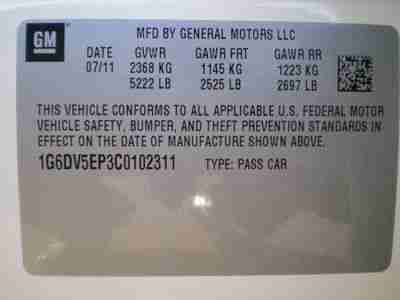 GM
MFD BY GENERAL MOTORS LLC
DATE GVWR GAWR FRT GAWR RR
07/11 2368 KG 1145 KG 1223 KG
5222 LB 2525 LB 2697 LB
THIS VEHICLE CONFORMS TO ALL APPLICABLE U.S. FEDERAL MOTOR
VEHICLE SAFETY, BUMPER, AND THEFT PREVENTION STANDARDS IN
EFFECT ON THE DATE OF MANUFACTURE SHOWN ABOVE.
1G6DV5EP3C0102311 TYPE: PASS CAR